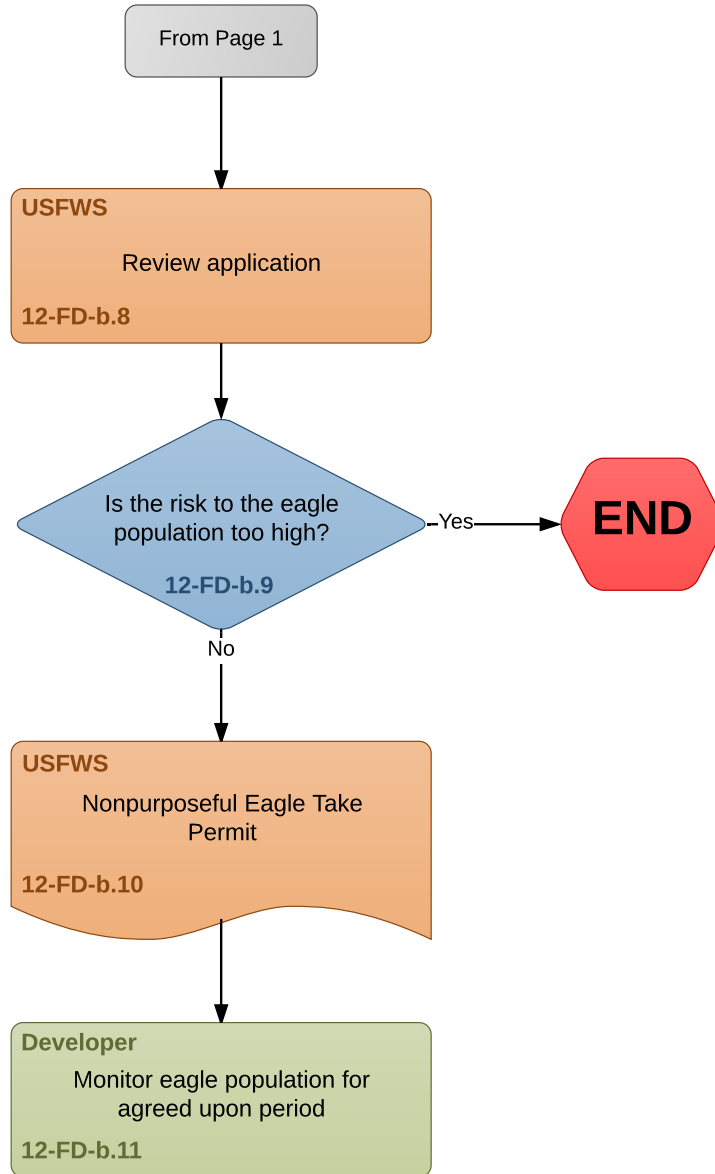 From Page 1
USFWS
Review application
12-FD-b.8
Is the risk to the eagle
population too high?
12-FD-b.9
Yes
END
No
USFWS
Nonpurposeful Eagle Take
Permit
12-FD-b.10
Developer
Monitor eagle population for
agreed upon period
12-FD-b.11